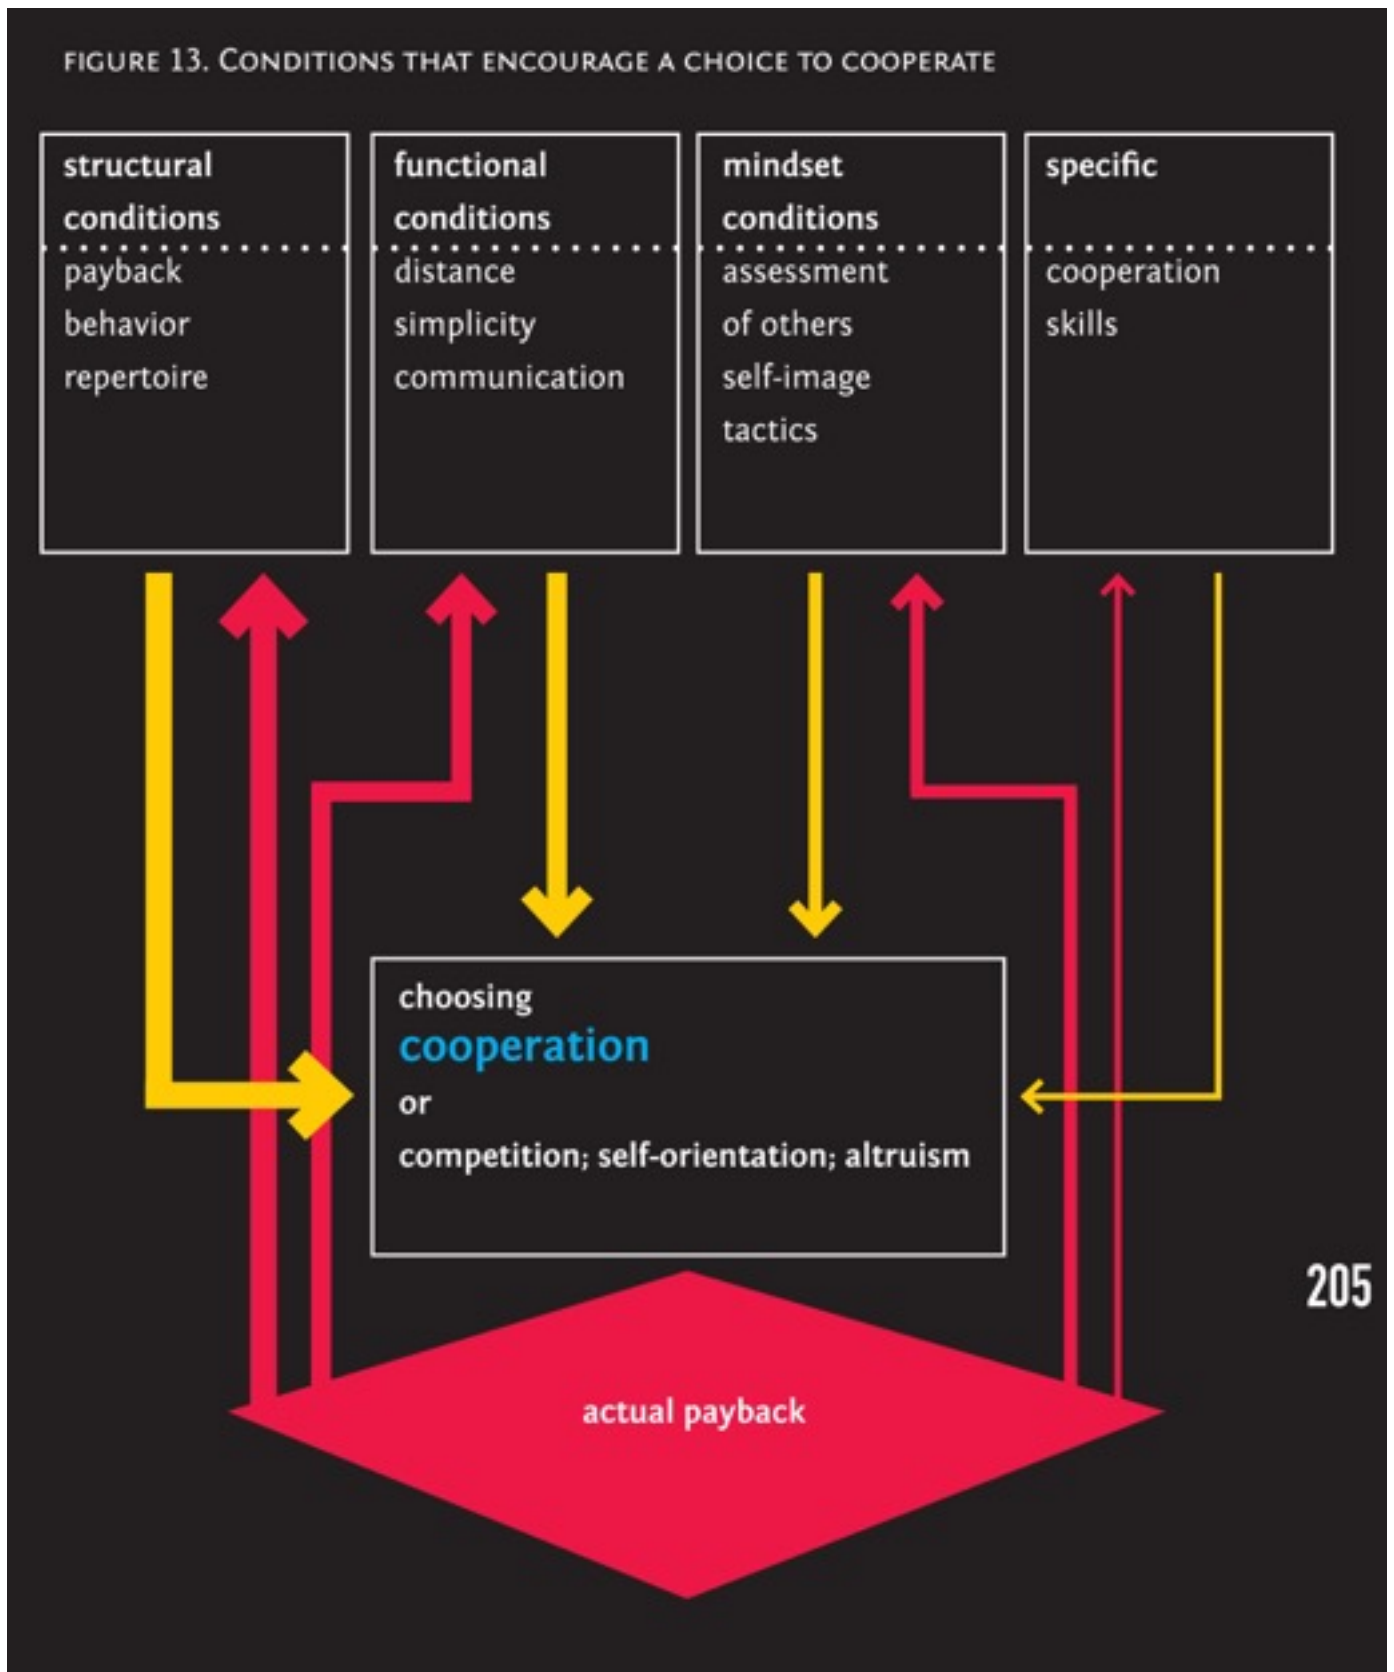 FIGURE 13. CONDITIONS THAT ENCOURAGE A CHOICE TO COOPERATE
structural
conditions
payback
behavior
repertoire
functional
conditions
distance
simplicity
communication
mindset
conditions
assessment
of others
self-image
tactics
specific
cooperation
skills
choosing
cooperation
or
competition; self-orientation; altruism
205
actual payback